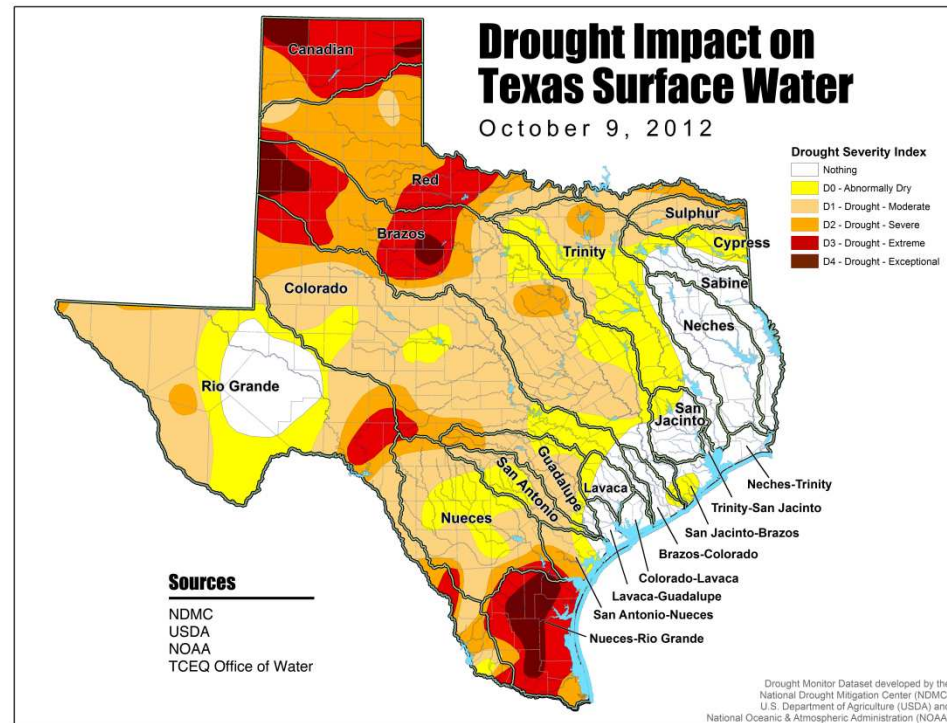 Drought Impact on
Texas Surface Water
October 9, 2012
Drought Severity Index
Nothing
D0 - Abnormally Dry
D1 - Drought - Moderate
D2 - Drought - Severe
D3 - Drought - Extreme
D4 - Drought - Exceptional
Canadian
Red
Brazos
Sulphur
Cypress
Trinity
Sabine
Colorado
Neches
Rio Grande
San
Jacinto
Guadalupe
San Antonio
Lavaca
Nueces
Neches-Trinity
Trinity-San Jacinto
San Jacinto-Brazos
Brazos-Colorado
Colorado-Lavaca
Lavaca-Guadalupe
San Antonio-Nueces
Nueces-Rio Grande
Sources
NDMC
USDA
NOAA
TCEQ Office of Water
Drought Monitor Dataset developed by the
National Drought Mitigation Center (NDMC
U.S. Department of Agriculture (USDA) an
National Oceanic & Atmospheric Administration (NOAA